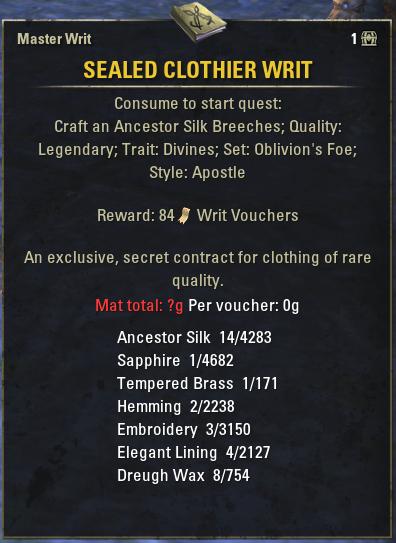 Master Writ 1
SEALED CLOTHIER WRIT
Consume to start quest:
Craft an Ancestor Silk Breeches; Quality:
Legendary; Trait: Divines; Set: Oblivion's Foe;
Style: Apostle
Reward: 84 Writ Vouchers
An exclusive, secret contract for clothing of rare
quality.
Mat total: ?g Per voucher: 0g
Ancestor Silk 14/4283
Sapphire 1/4682
Tempered Brass 1/171
Hemming 2/2238
Embroidery 3/3150
Elegant Lining 4/2127
Dreugh Wax 8/754